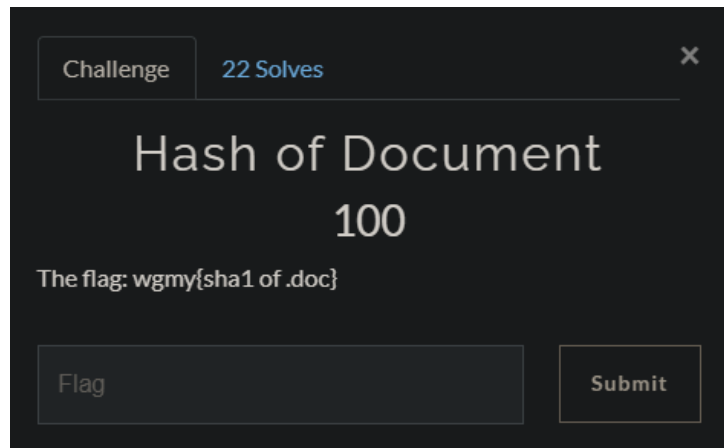 Challenge 22 Solves ×
Hash of Document
100
The flag: wgmy{sha1 of .doc}
Flag Submit